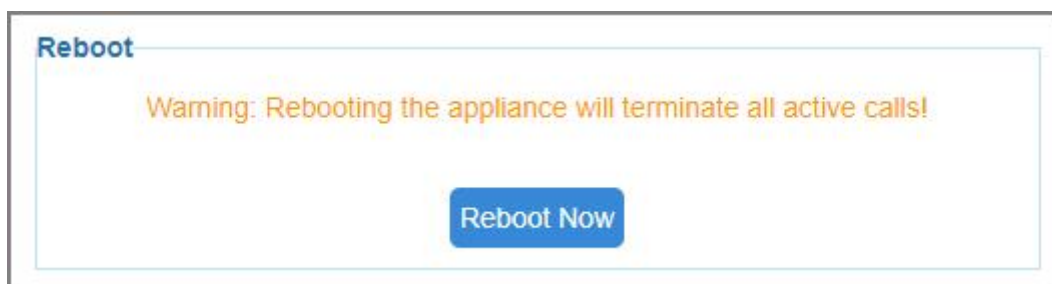 Reboot
Warning: Rebooting the appliance will terminate all active calls!
Reboot Now